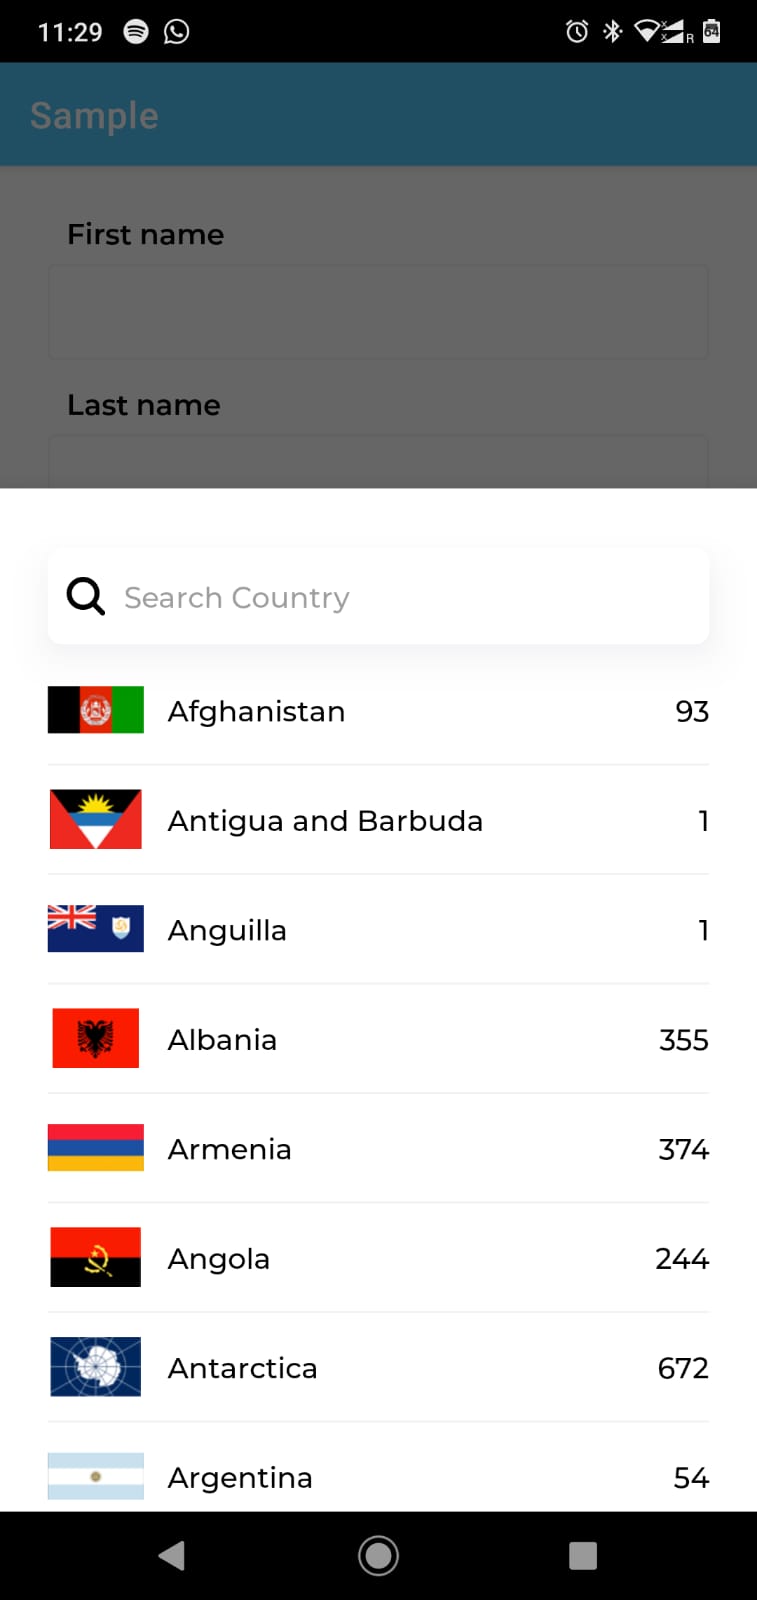 11:29 R 64
Sample
First name
Last name
Search Country
Afghanistan 93
Antigua and Barbuda 1
Anguilla 1
Albania 355
Armenia 374
Angola 244
Antarctica 672
Argentina 54